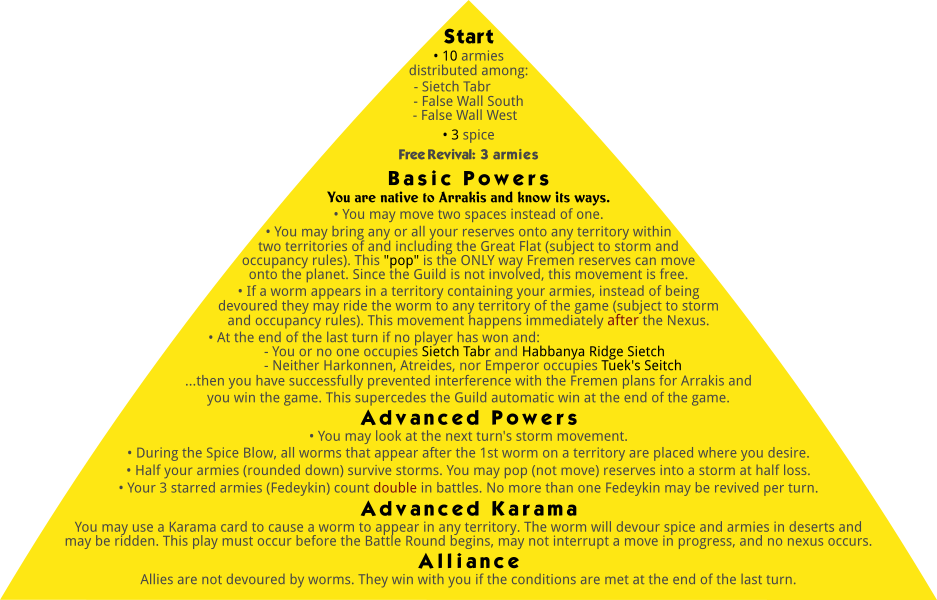 Start
• 10 armies
distributed among:
- Sietch Tabr
- False Wall South
- False Wall West
• 3 spice
Free Revival: 3 armies
Basic Powers
You are native to Arrakis and know its ways.
• You may move two spaces instead of one.
• You may bring any or all your reserves onto any territory within
two territories of and including the Great Flat (subject to storm and
occupancy rules). This "pop" is the ONLY way Fremen reserves can move
onto the planet. Since the Guild is not involved, this movement is free.
• If a worm appears in a territory containing your armies, instead of being
devoured they may ride the worm to any territory of the game (subject to storm
and occupancy rules). This movement happens immediately after the Nexus.
• At the end of the last turn if no player has won and:
- You or no one occupies Sietch Tabr and Habbanya Ridge Sietch
- Neither Harkonnen, Atreides, nor Emperor occupies Tuek's Seitch
...then you have successfully prevented interference with the Fremen plans for Arrakis and
you win the game. This supercedes the Guild automatic win at the end of the game.
Advanced Powers
• You may look at the next turn's storm movement.
• During the Spice Blow, all worms that appear after the 1st worm on a territory are placed where you desire.
• Half your armies (rounded down) survive storms. You may pop (not move) reserves into a storm at half loss.
• Your 3 starred armies (Fedeykin) count double in battles. No more than one Fedeykin may be revived per turn.
Advanced Karama
You may use a Karama card to cause a worm to appear in any territory. The worm will devour spice and armies in deserts and
may be ridden. This play must occur before the Battle Round begins, may not interrupt a move in progress, and no nexus occurs.
Alliance
Allies are not devoured by worms. They win with you if the conditions are met at the end of the last turn.